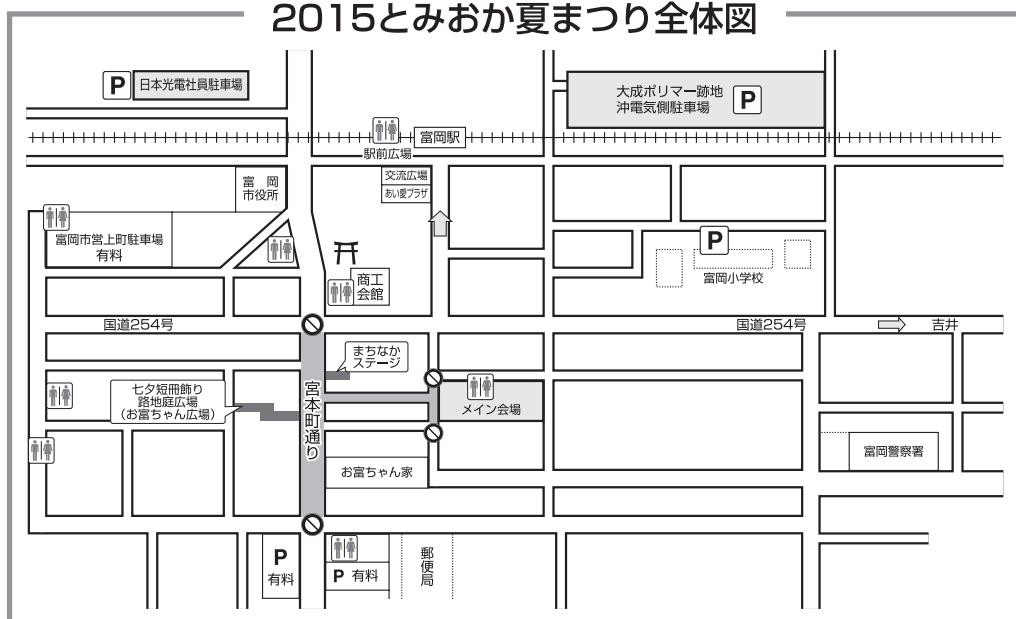 2015とみおか夏まつり全体図
P
日本光電社員駐車場
大成ポリマー跡地
沖電気側駐車場
P
富岡駅
駅前広場
富岡
市役所
交流広場
あい愛プラザ
富岡市営上町駐車場
有料
P
富岡小学校
商工
会館
国道254号
国道254号
吉井
まちなか
ステージ
七夕短冊飾り
路地庭広場
(お富ちゃん広場)
宮本町通り
メイン会場
富岡警察署
お富ちゃん家
P
有料
P 有料
郵便局